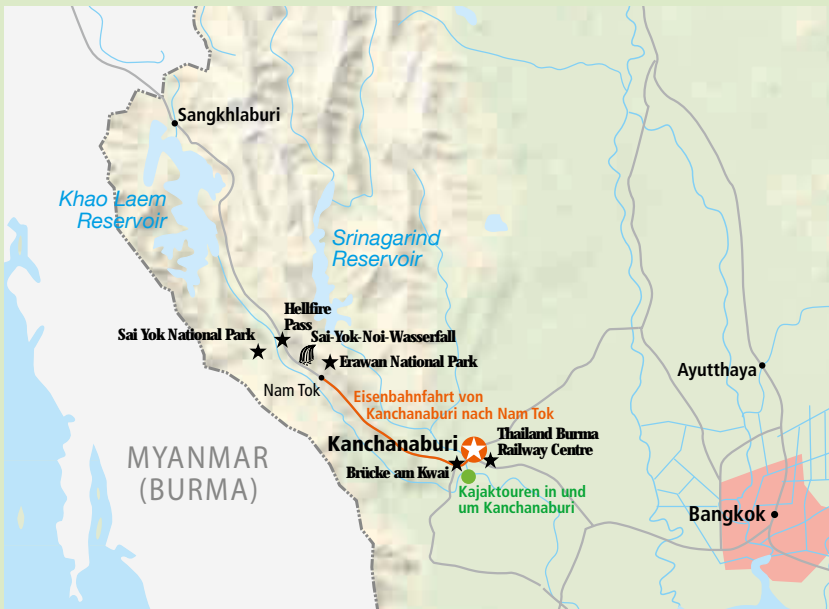 Sangkhlaburi
Khao Laem
Reservoir
Srinagarind
Reservoir
Hellfire
Pass
Sai Yok National Park
Sai-Yok-Noi-Wasserfall
Erawan National Park
Nam Tok
Ayutthaya
Eisenbahnfahrt von
Kanchanaburi nach Nam Tok
Kanchanaburi
Thailand Burma
Railway Centre
Brücke am Kwai
MYANMAR
(BURMA)
Kajaktouren in und
um Kanchanaburi
Bangkok